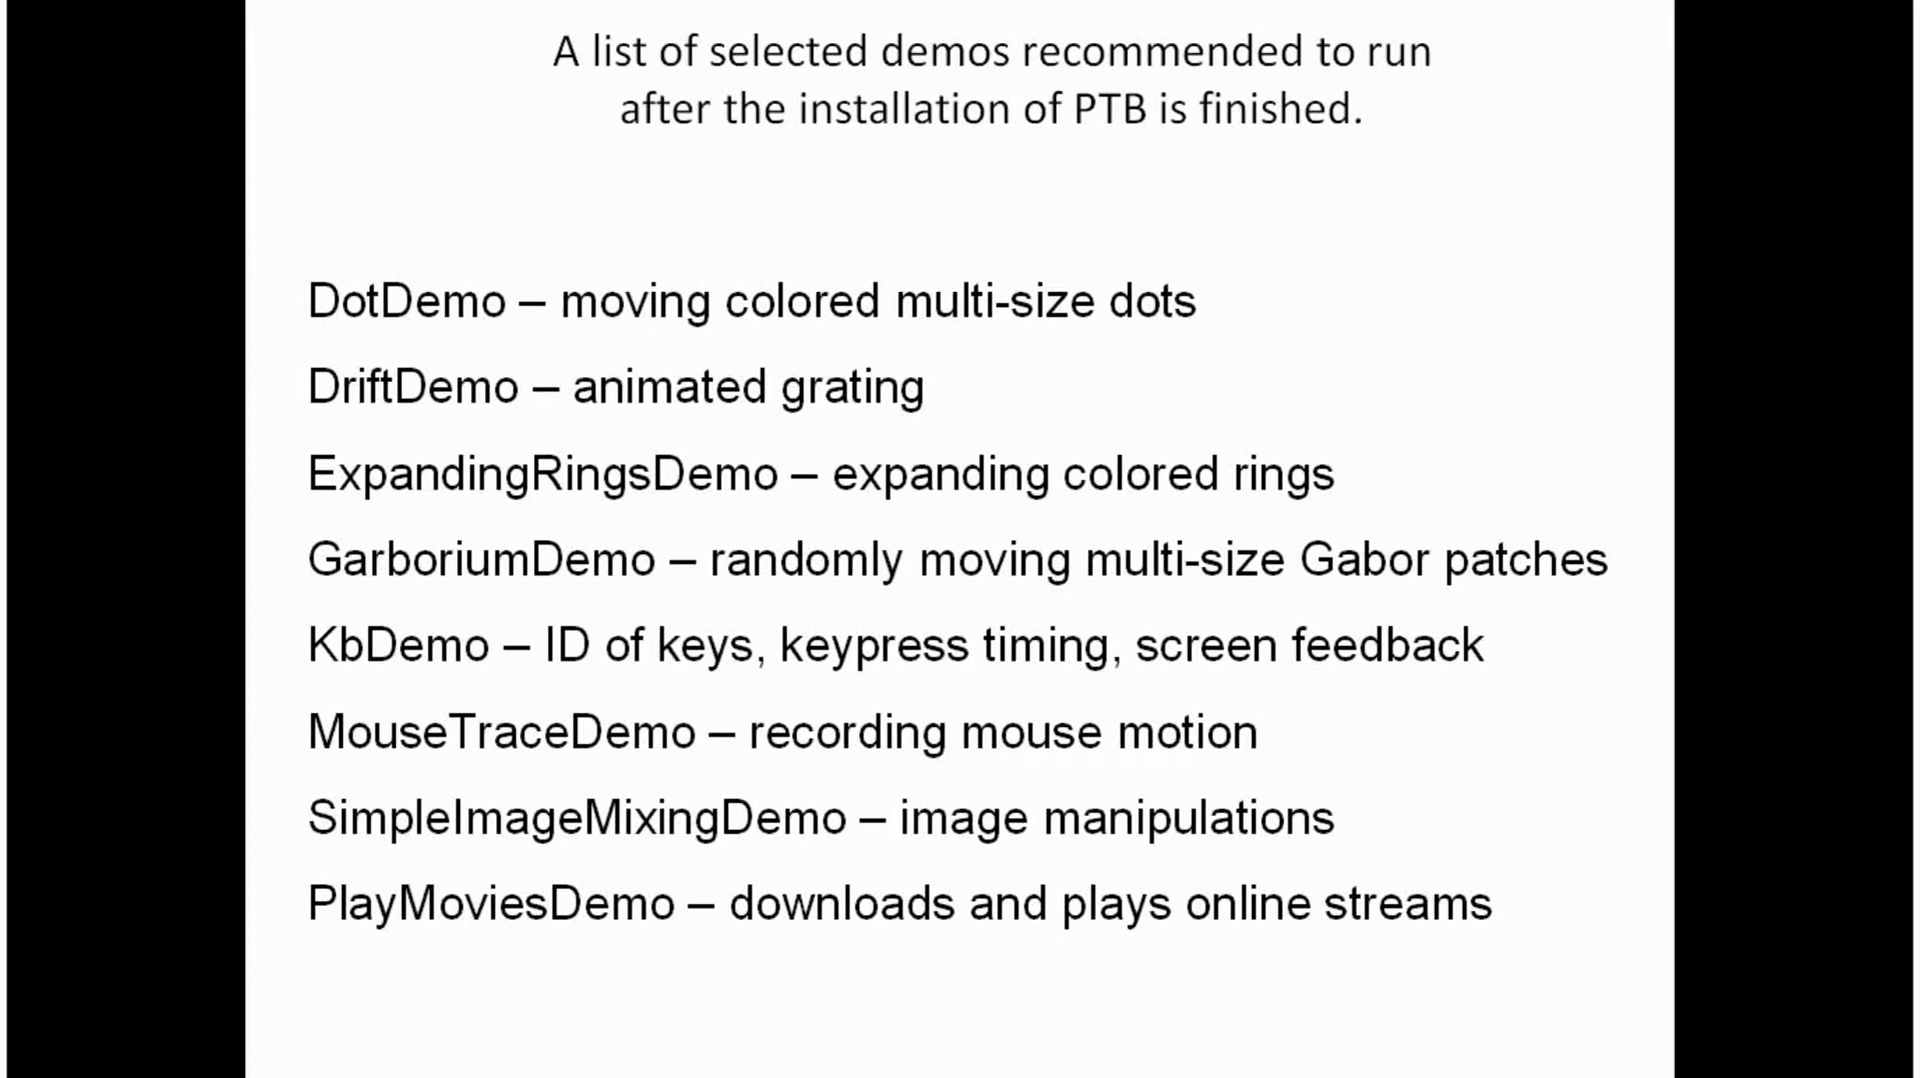 A list of selected demos recommended to run
after the installation of PTB is finished.
DotDemo – moving colored multi-size dots
DriftDemo – animated grating
ExpandingRingsDemo – expanding colored rings
GarboriumDemo – randomly moving multi-size Gabor patches
KbDemo – ID of keys, keypress timing, screen feedback
MouseTraceDemo – recording mouse motion
SimpleImageMixingDemo – image manipulations
PlayMoviesDemo – downloads and plays online streams